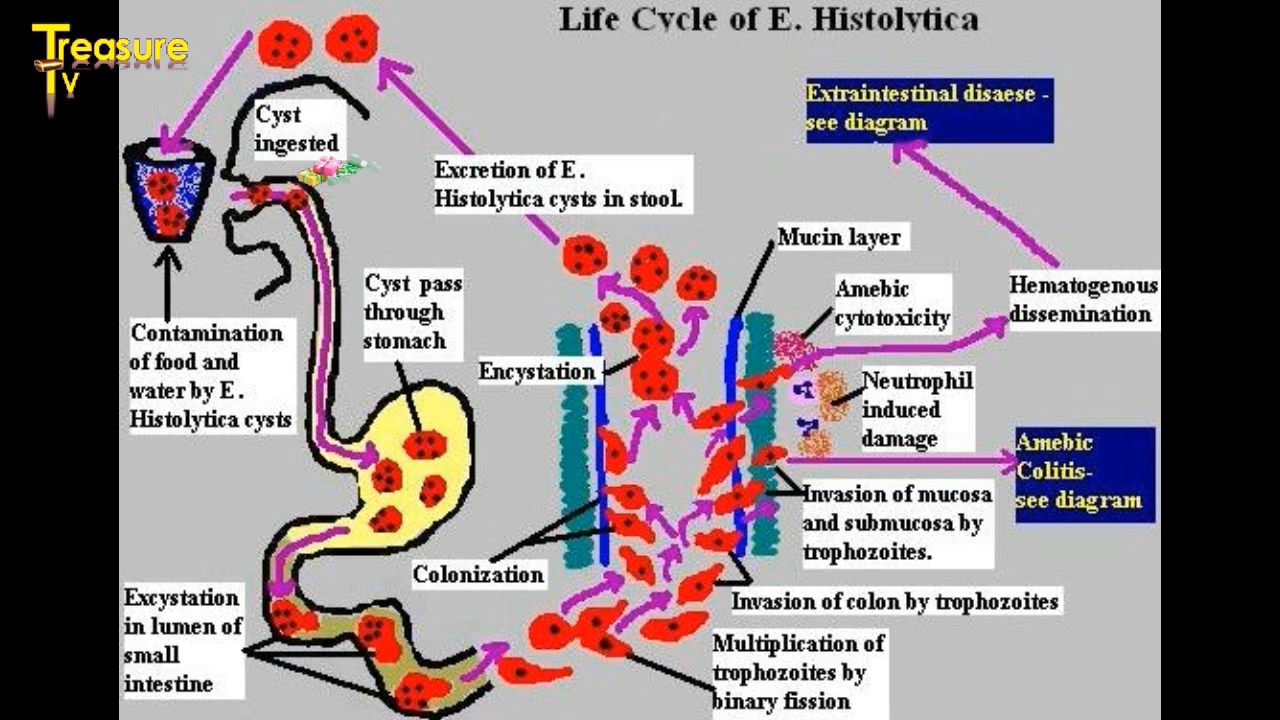 Treasure
Tv
Life Cycle of E. Histolytica
Extraintestinal disaese -
see diagram
Cyst
ingested
Excretion of E.
Histolytica cysts in stool.
Mucin layer
Hematogenous
dissemination
Amebic
cytotoxicity
Cyst pass
through
stomach
Contamination
of food and
water by E.
Histolytica cysts
Encystation
Neutrophil
induced
damage
Amebic
Colitis-
see diagram
Invasion of mucosa
and submucosa by
trophozoites.
Colonization
Invasion of colon by trophozoites
Excystation
in lumen of
small
intestine
Multiplication of
trophozoites by
binary fission